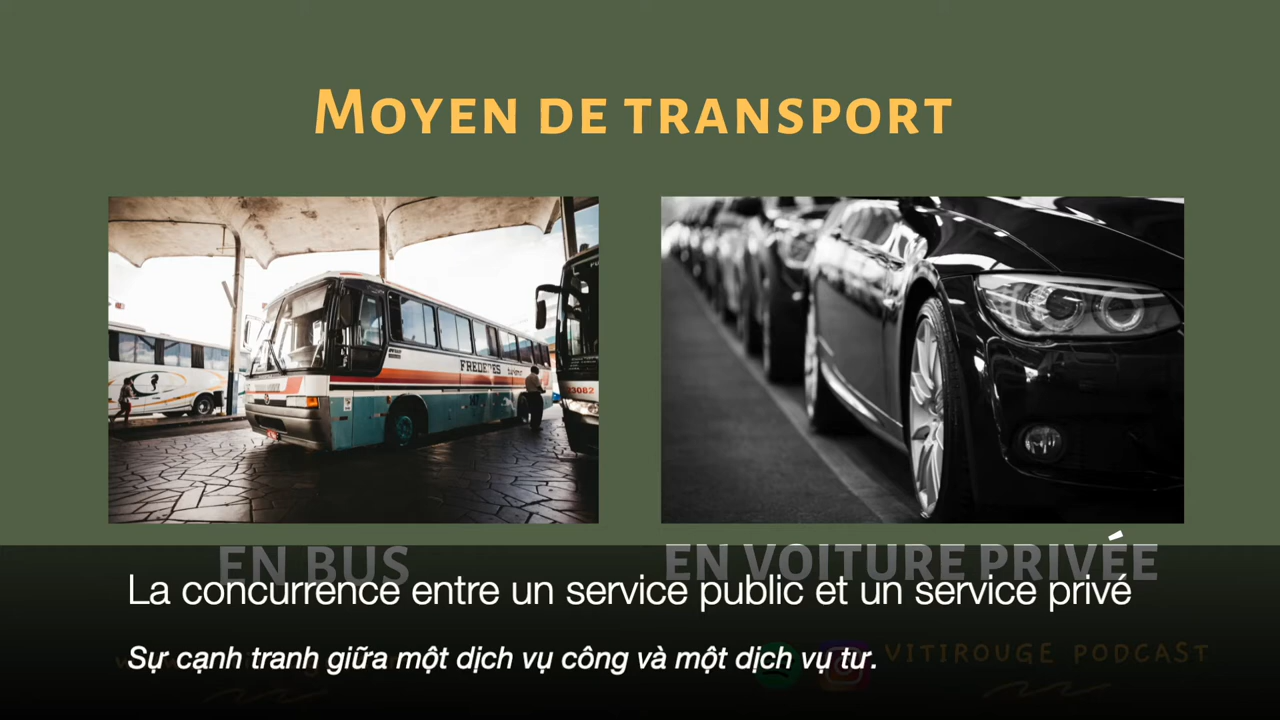 MOYEN DE TRANSPORT
FREDERES
93062
EN BUS
EN VOITURE PRIVÉE
La concurrence entre un service public et un service privé
Sự cạnh tranh giữa một dịch vụ công và một dịch vụ tư.
VITIROUGE PODCAST